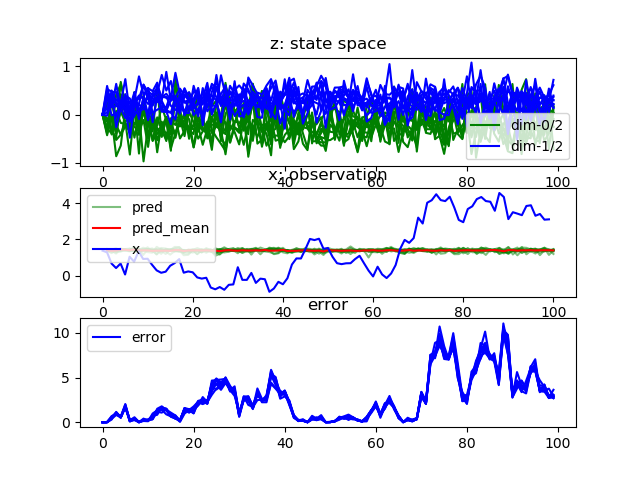 z: state space
1
0
−1
dim-0/2
dim-1/2
0 20 40 60 80 100
x: observation
4
2
0
pred
pred_mean
x
0 20 40 60 80 100
error
10
5
0
error
0 20 40 60 80 100